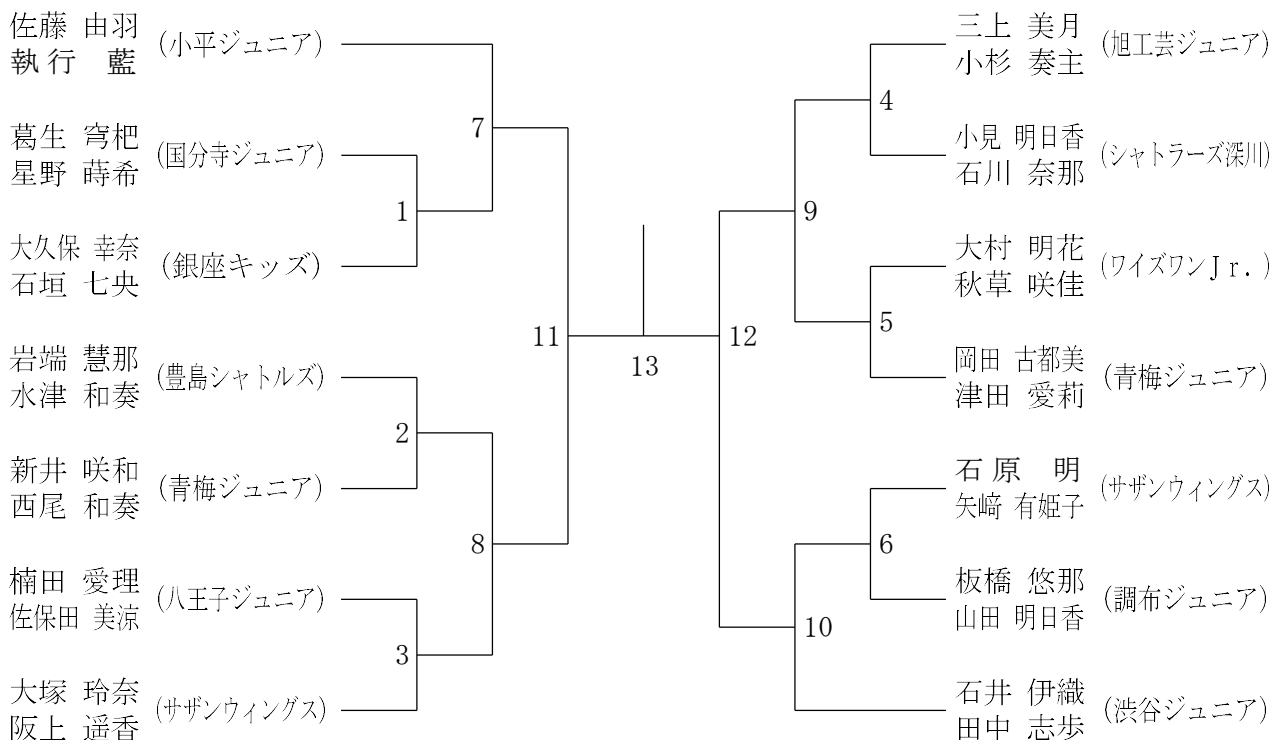 佐藤 由羽
執行 藍
(小平ジュニア)
葛生 穹杷
星野 蒔希
(国分寺ジュニア)
大久保 幸奈
石垣 七央
(銀座キッズ)
岩端 慧那
水津 和奏
(豊島シャトルズ)
新井 咲和
西尾 和奏
(青梅ジュニア)
楠田 愛理
佐保田 美涼
(八王子ジュニア)
大塚 玲奈
阪上 遥香
(サザンウィングス)
7
1
11
2
8
3
13
12
4
9
5
6
10
三上 美月
小杉 奏主
(旭工芸ジュニア)
小見 明日香
石川 奈那
(シャトラーズ深川)
大村 明花
秋草 咲佳
(ワイズワンJr.)
岡田 古都美
津田 愛莉
(青梅ジュニア)
石原 明
矢﨑 有姫子
(サザンウィングス)
板橋 悠那
山田 明日香
(調布ジュニア)
石井 伊織
田中 志歩
(渋谷ジュニア)